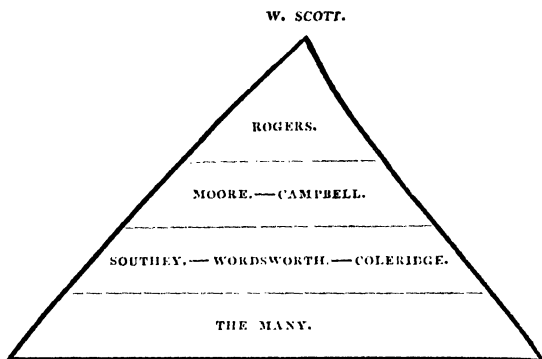 W. SCOTT.
ROGERS.
MOORE.—CAMPBELL.
SOUTHEY.—WORDSWORTH.—COLERIDGE.
THE MANY.